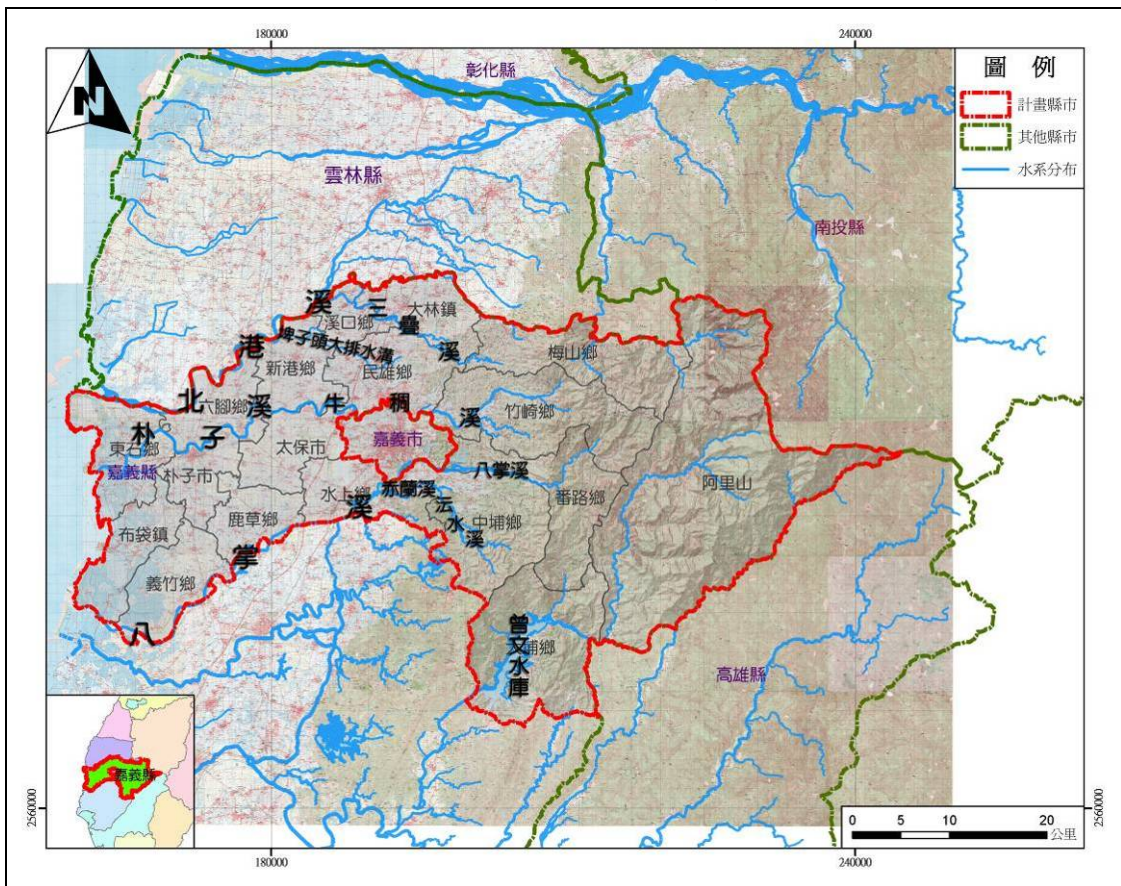 180000
240000
N
彰化縣
圖 例
計畫縣市
其他縣市
水系分布
雲林縣
南投縣
北港溪
三疊溪
大林鎮
溪口鄉
埤子頭大排水溝
梅山鄉
新港鄉
民雄鄉
六腳鄉
牛稠溪
竹崎鄉
朴子溪
東石鄉
太保市
嘉義市
嘉義縣
朴子市
八掌溪
阿里山
水上鄉
赤蘭溪
番路鄉
沄水溪
中埔鄉
鹿草鄉
布袋鎮
義竹鄉
八掌溪
曾文水庫
埔鄉
高雄縣
嘉義縣
2560000
2560000
0 5 10 20
公里
180000
240000